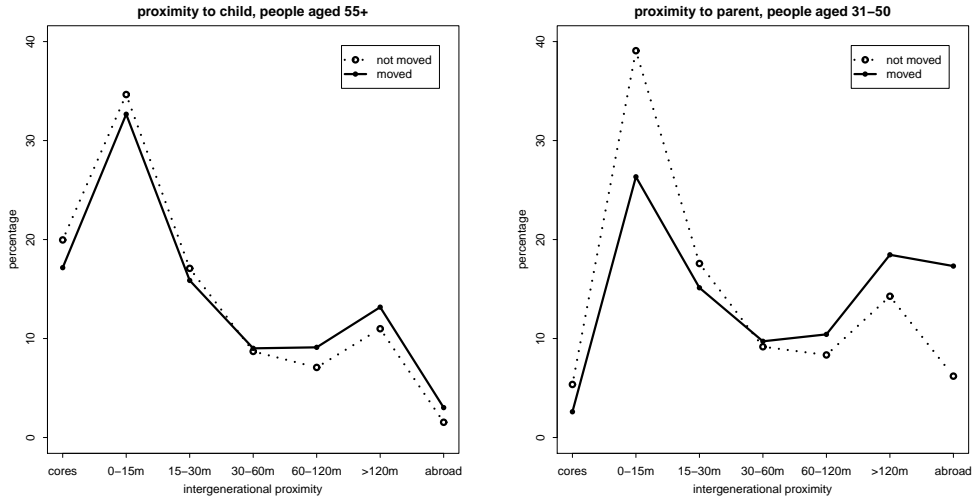 proximity to child, people aged 55+
not moved
moved
percentage
0
10
20
30
40
cores 0−15m 15−30m 30−60m 60−120m >120m abroad
intergenerational proximity
proximity to parent, people aged 31−50
not moved
moved
percentage
0
10
20
30
40
cores 0−15m 15−30m 30−60m 60−120m >120m abroad
intergenerational proximity